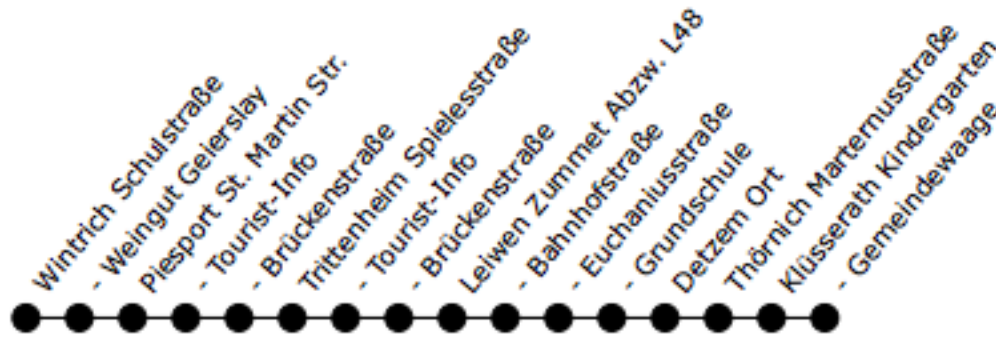 Wintrich Schulstraße
- Weingut Geierslay
Piesport St. Martin Str.
- Tourist-Info
- Brückenstraße
Trittenheim Spielesstraße
- Tourist-Info
- Brückenstraße
Leiwen Zummet Abzw. L48
- Bahnhofstraße
- Euchariusstraße
- Grundschule
Detzem Ort
Thörnich Marternusstraße
Klüsserath Kindergarten
- Gemeindewaage